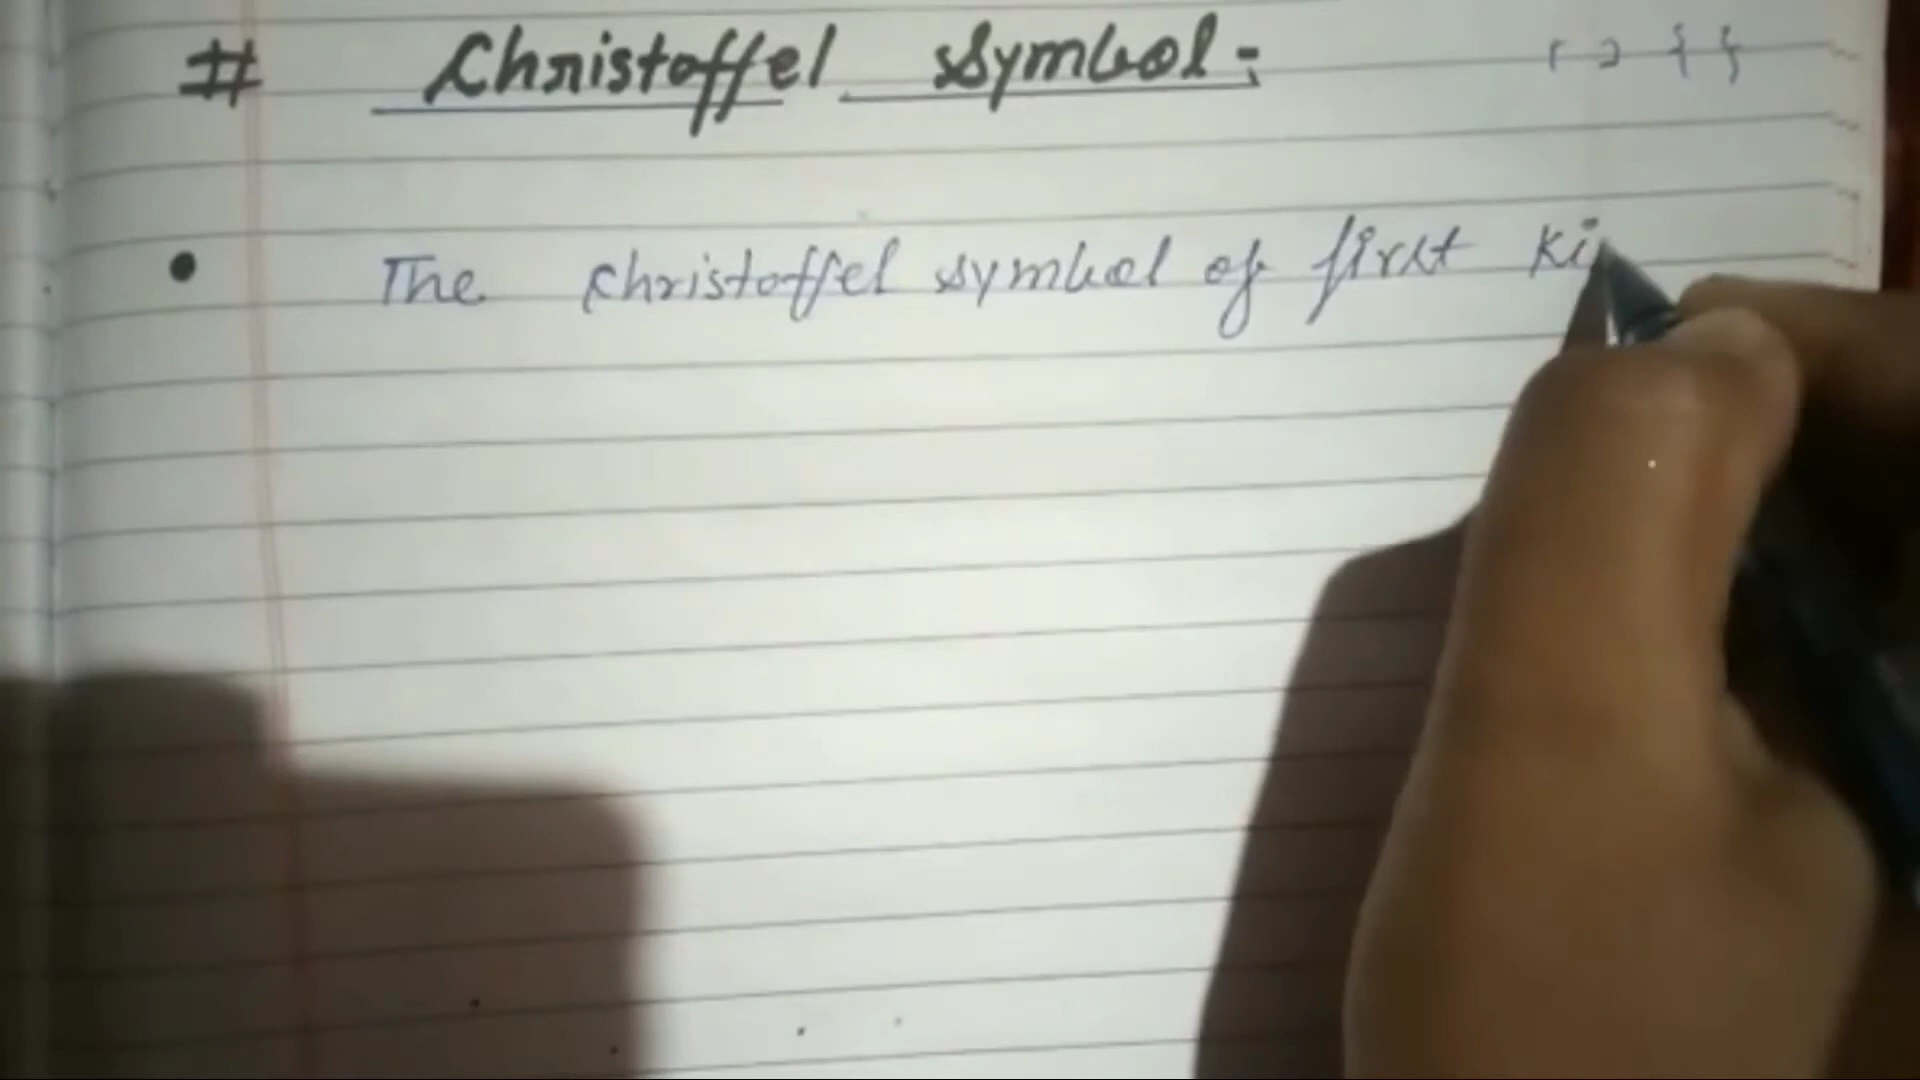 # Christoffel Symbol:-
[ ] { }
• The Christoffel symbol of first Ki